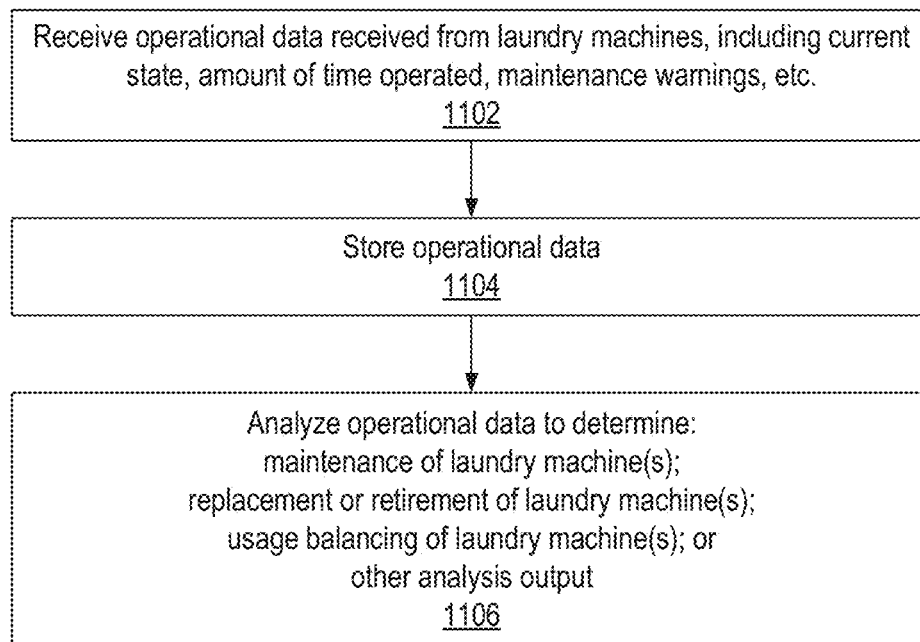 Receive operational data received from laundry machines, including current
state, amount of time operated, maintenance warnings, etc.
1102
Store operational data
1104
Analyze operational data to determine:
maintenance of laundry machine(s);
replacement or retirement of laundry machine(s);
usage balancing of laundry machine(s); or
other analysis output
1106